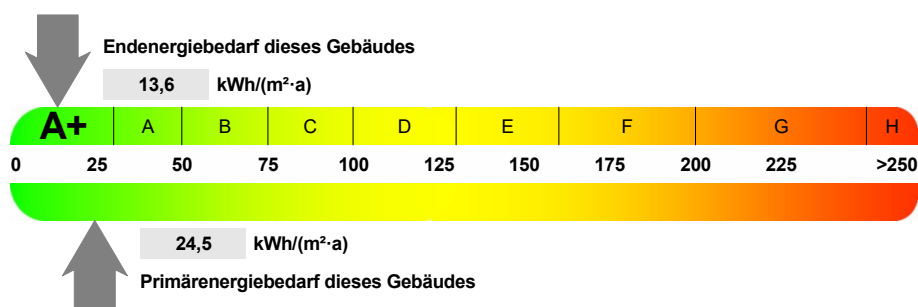 Endenergiebedarf dieses Gebäudes
13,6 kWh/(m²·a)
A+ A B C D E F G H
0 25 50 75 100 125 150 175 200 225 >250
24,5 kWh/(m²·a)
Primärenergiebedarf dieses Gebäudes